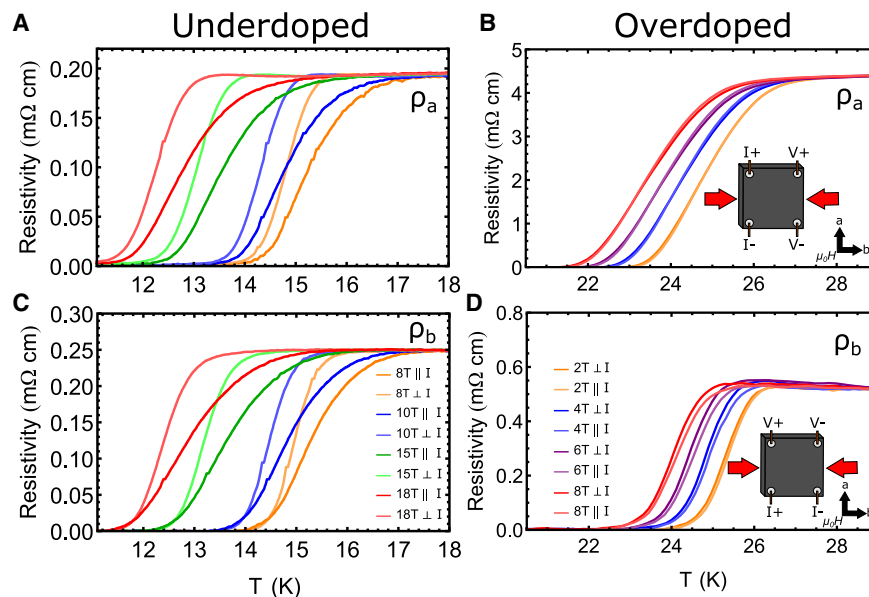 Underdoped
Overdoped
A
Resistivity (mΩ cm)
0.20
0.15
0.10
0.05
0.00
12 13 14 15 16 17 18
ρa
B
Resistivity (mΩ cm)
5
4
3
2
1
0
22 24 26 28
ρa
I+ V+
I- V-
a
μ₀H b
C
Resistivity (mΩ cm)
0.30
0.25
0.20
0.15
0.10
0.05
0.00
12 13 14 15 16 17 18
T (K)
ρb
8T || I
8T ⊥ I
10T || I
10T ⊥ I
15T || I
15T ⊥ I
18T || I
18T ⊥ I
D
Resistivity (mΩ cm)
0.8
0.6
0.4
0.2
0.0
22 24 26 28
T (K)
ρb
2T ⊥ I
2T || I
4T ⊥ I
4T || I
6T ⊥ I
6T || I
8T ⊥ I
8T || I
V+ V-
I+ I-
a
μ₀H b